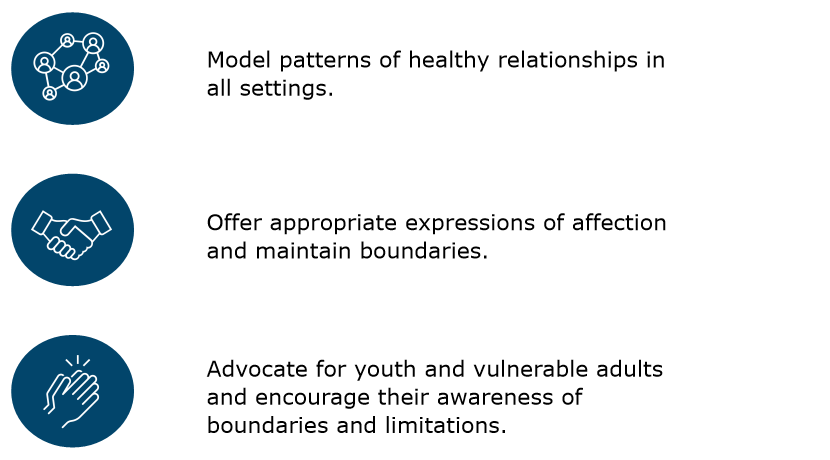 Model patterns of healthy relationships in
all settings.
Offer appropriate expressions of affection
and maintain boundaries.
Advocate for youth and vulnerable adults
and encourage their awareness of
boundaries and limitations.